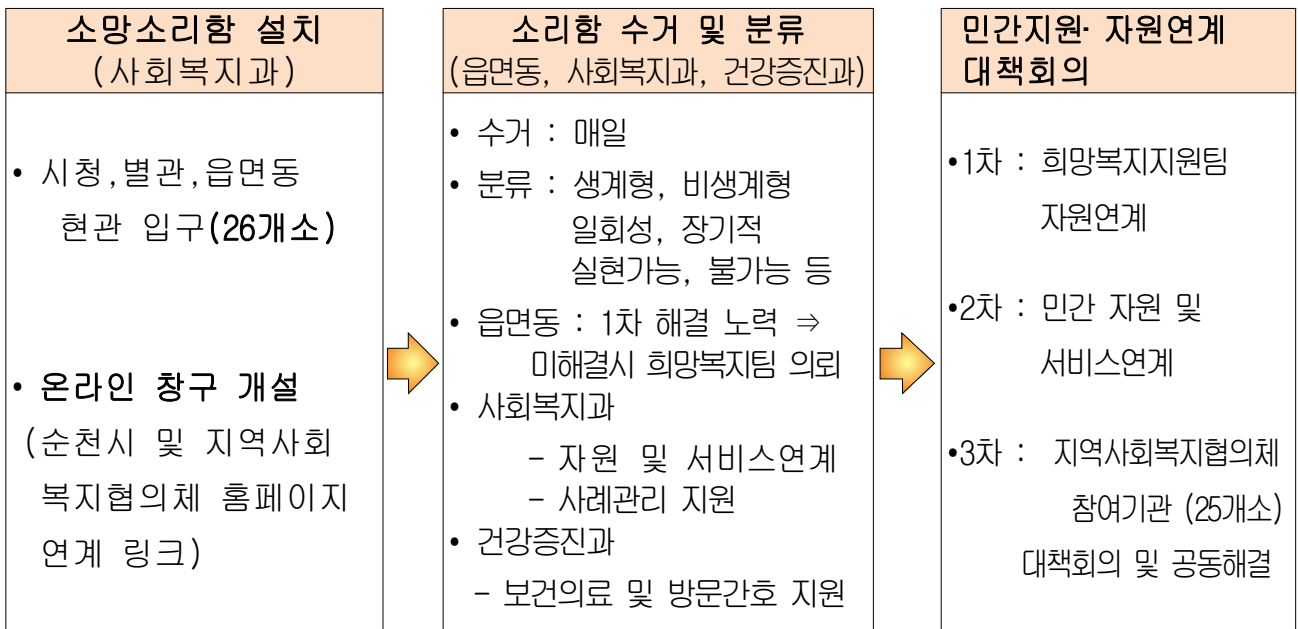 소망소리함 설치
(사회복지과)
• 시청,별관,읍면동
현관 입구(26개소)
• 온라인 창구 개설
(순천시 및 지역사회
복지협의체 홈페이지
연계 링크)
소리함 수거 및 분류
(읍면동, 사회복지과, 건강증진과)
• 수거 : 매일
• 분류 : 생계형, 비생계형
일회성, 장기적
실현가능, 불가능 등
• 읍면동 : 1차 해결 노력 ⇒
미해결시 희망복지팀 의뢰
• 사회복지과
- 자원 및 서비스연계
- 사례관리 지원
• 건강증진과
- 보건의료 및 방문간호 지원
민간지원· 자원연계
대책회의
•1차 : 희망복지지원팀
자원연계
•2차 : 민간 자원 및
서비스연계
•3차 : 지역사회복지협의체
참여기관 (25개소)
대책회의 및 공동해결